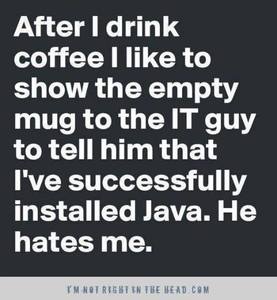 After I drink
coffee I like to
show the empty
mug to the IT guy
to tell him that
I've successfully
installed Java. He
hates me.
I'M NOT RIGHT IN THE HEAD.COM